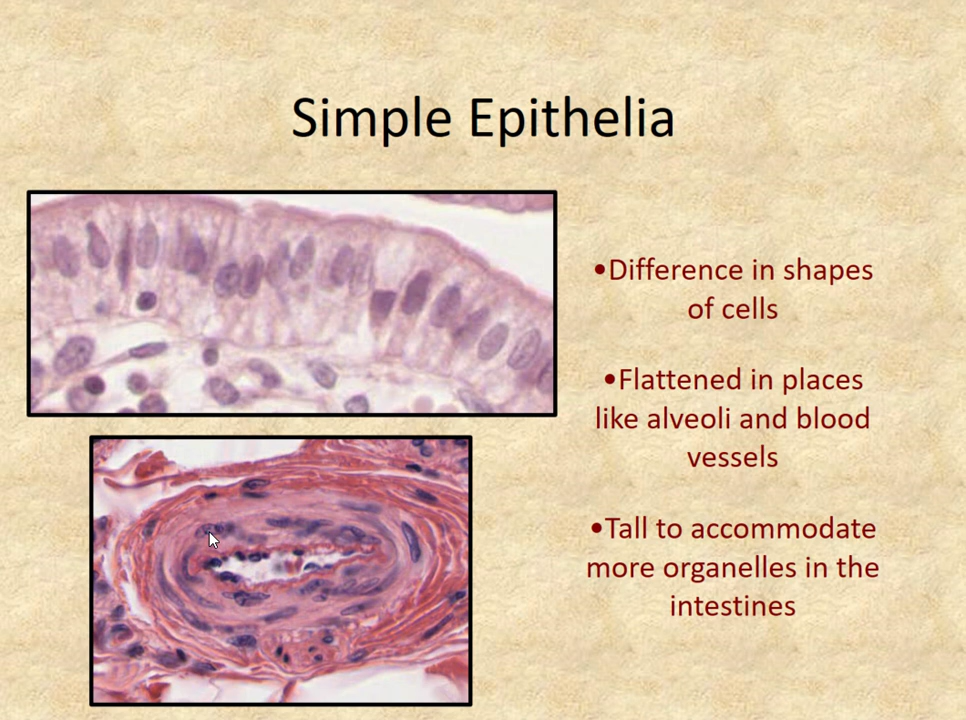 Simple Epithelia
•Difference in shapes
of cells
•Flattened in places
like alveoli and blood
vessels
•Tall to accommodate
more organelles in the
intestines